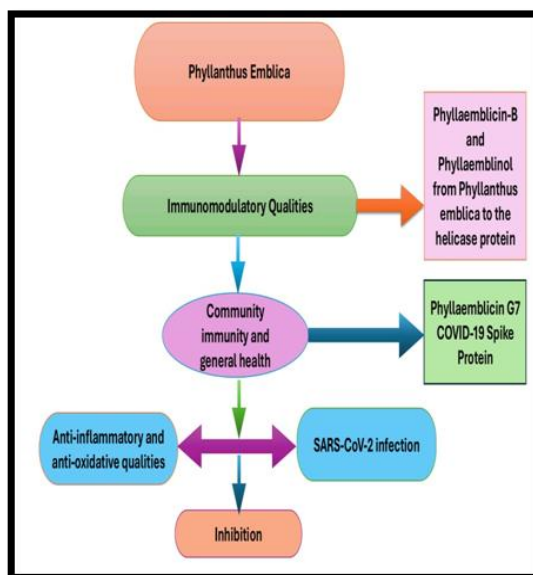 Phyllanthus Emblica
Immunomodulatory Qualities
Phyllaemblicin-B
and
Phyllaemblinol
from Phyllanthus
emblica to the
helicase protein
Community
immunity and
general health
Phyllaemblicin G7
COVID-19 Spike
Protein
Anti-inflammatory and
anti-oxidative qualities
SARS-CoV-2 infection
Inhibition